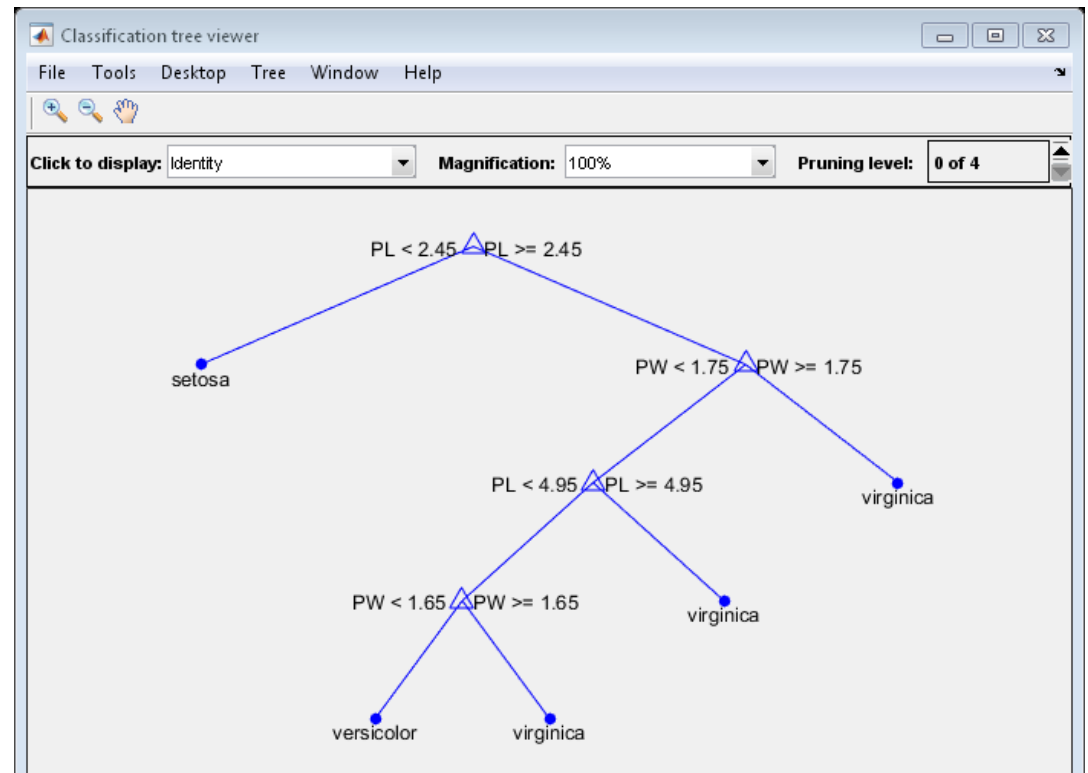 Classification tree viewer
File Tools Desktop Tree Window Help
Click to display: Identity Magnification: 100% Pruning level: 0 of 4
PL < 2.45 PL >= 2.45
setosa
PW < 1.75 PW >= 1.75
PL < 4.95 PL >= 4.95
virginica
PW < 1.65 PW >= 1.65
virginica
versicolor virginica